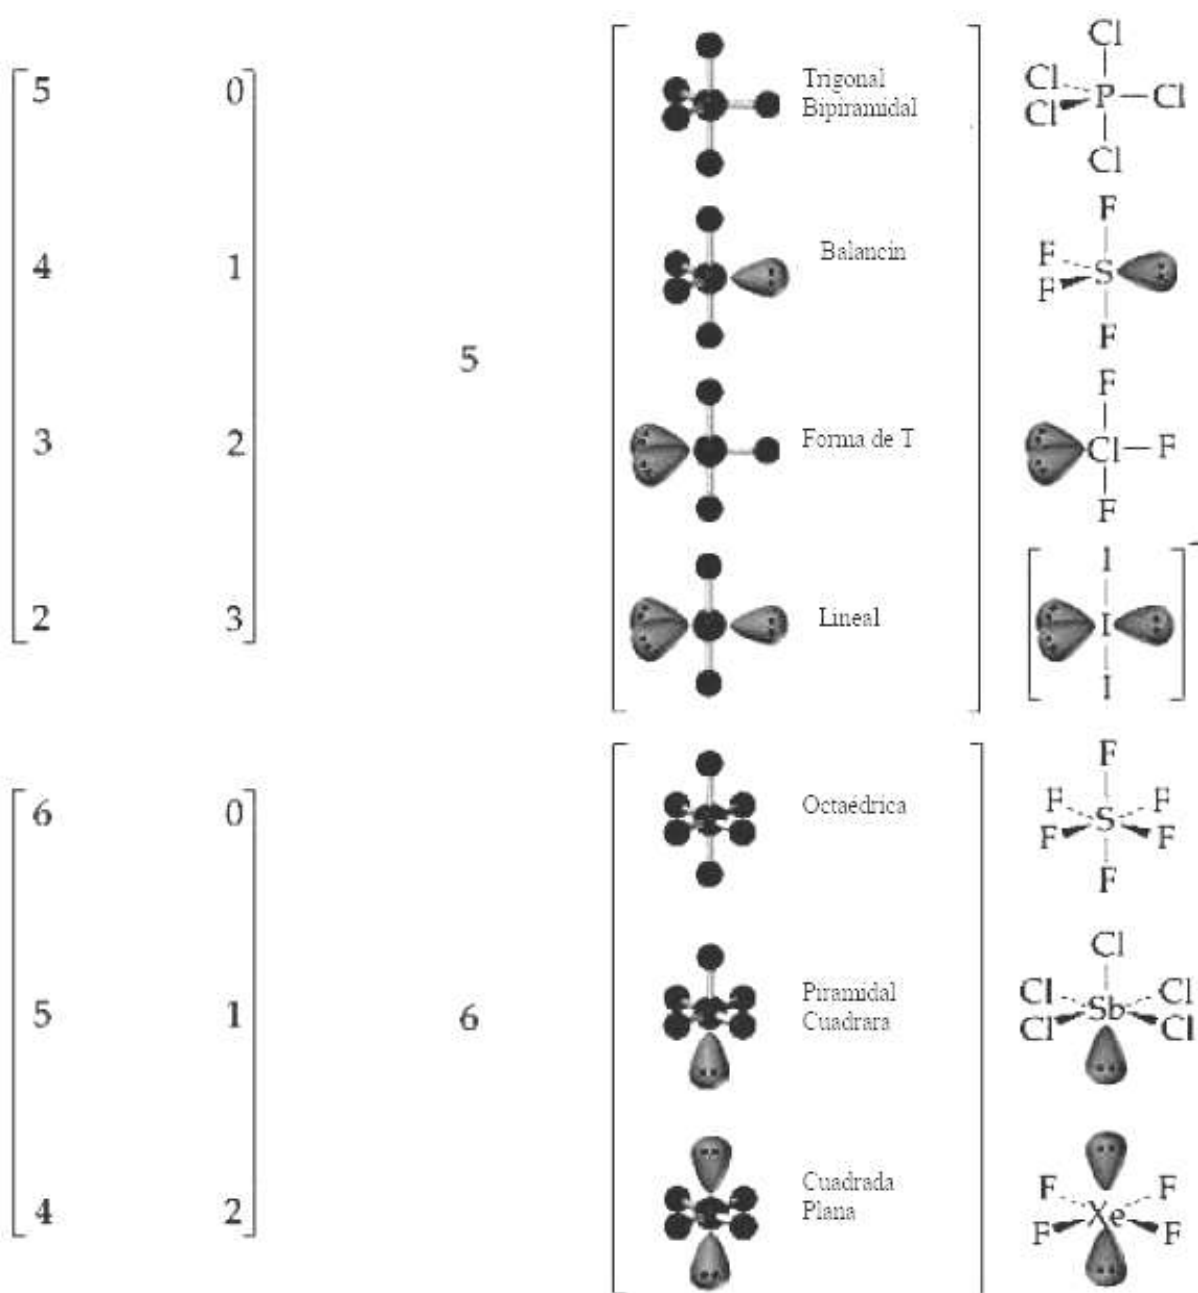 Cl
5 0 Trigonal Cl
Bipiramidal P Cl
Cl
Cl
F
4 1 Balancin F
S
F
F
5
F
3 2 Forma de T Cl F
F
I
2 3 Lineal I
I
-
F
6 0 Octaédrica F F
S
F F
F
Cl
Piramidal Cl Cl
5 1 6 Cuadrara Sb
Cl Cl
Cuadrada F F
4 2 Plana Xe
F F